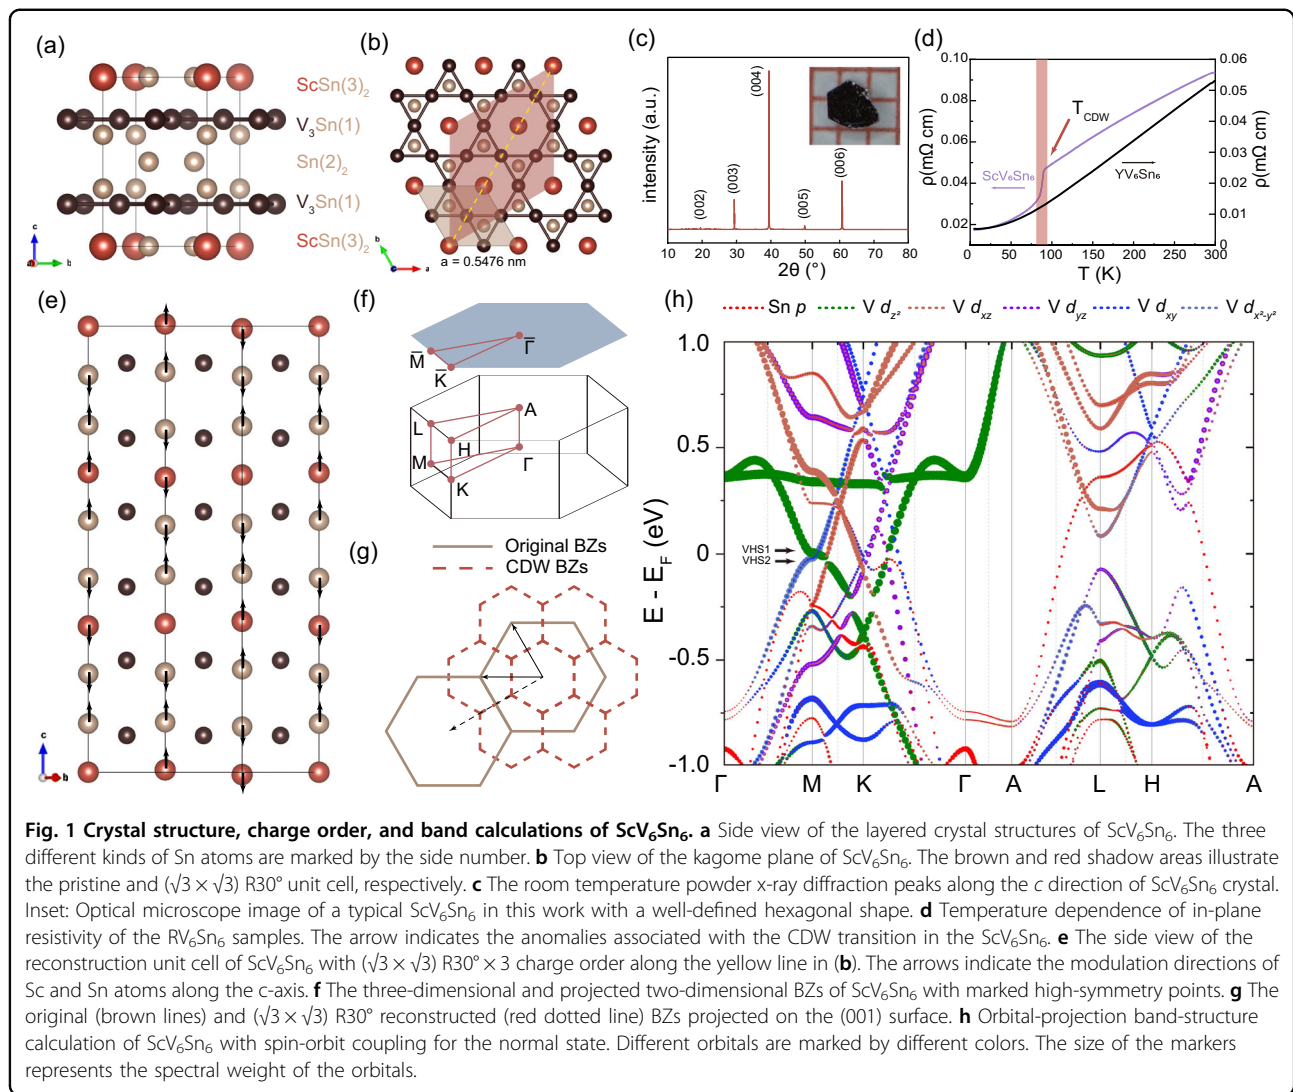 (a)
ScSn(3)₂
V₃Sn(1)
Sn(2)₂
V₃Sn(1)
ScSn(3)₂
c
a
b
(b)
b
a
a = 0.5476 nm
(c)
intensity (a.u.)
(002)
(003)
(004)
(005)
(006)
10 20 30 40 50 60 70 80
2θ (°)
(d)
ρ(mΩ cm)
0.10
0.08
0.06
0.04
0.02
T_CDW
ScV₆Sn₆
YV₆Sn₆
0.06
0.05
0.04
0.03
0.02
0.01
0
ρ(mΩ cm)
0 50 100 150 200 250 300
T (K)
(e)
c
b
(f)
M̅
Γ̅
K̅
A
L
H
M
Γ
K
(g)
Original BZs
CDW BZs
(h)
Sn p V d_z² V d_xz V d_yz V d_xy V d_x²-y²
E - E_F (eV)
1.0
0.5
0
-0.5
-1.0
VHS1
VHS2
Γ M K Γ A L H A
Fig. 1 Crystal structure, charge order, and band calculations of ScV₆Sn₆. a Side view of the layered crystal structures of ScV₆Sn₆. The three
different kinds of Sn atoms are marked by the side number. b Top view of the kagome plane of ScV₆Sn₆. The brown and red shadow areas illustrate
the pristine and (√3 × √3) R30° unit cell, respectively. c The room temperature powder x-ray diffraction peaks along the c direction of ScV₆Sn₆ crystal.
Inset: Optical microscope image of a typical ScV₆Sn₆ in this work with a well-defined hexagonal shape. d Temperature dependence of in-plane
resistivity of the RV₆Sn₆ samples. The arrow indicates the anomalies associated with the CDW transition in the ScV₆Sn₆. e The side view of the
reconstruction unit cell of ScV₆Sn₆ with (√3 × √3) R30° × 3 charge order along the yellow line in (b). The arrows indicate the modulation directions of
Sc and Sn atoms along the c-axis. f The three-dimensional and projected two-dimensional BZs of ScV₆Sn₆ with marked high-symmetry points. g The
original (brown lines) and (√3 × √3) R30° reconstructed (red dotted line) BZs projected on the (001) surface. h Orbital-projection band-structure
calculation of ScV₆Sn₆ with spin-orbit coupling for the normal state. Different orbitals are marked by different colors. The size of the markers
represents the spectral weight of the orbitals.